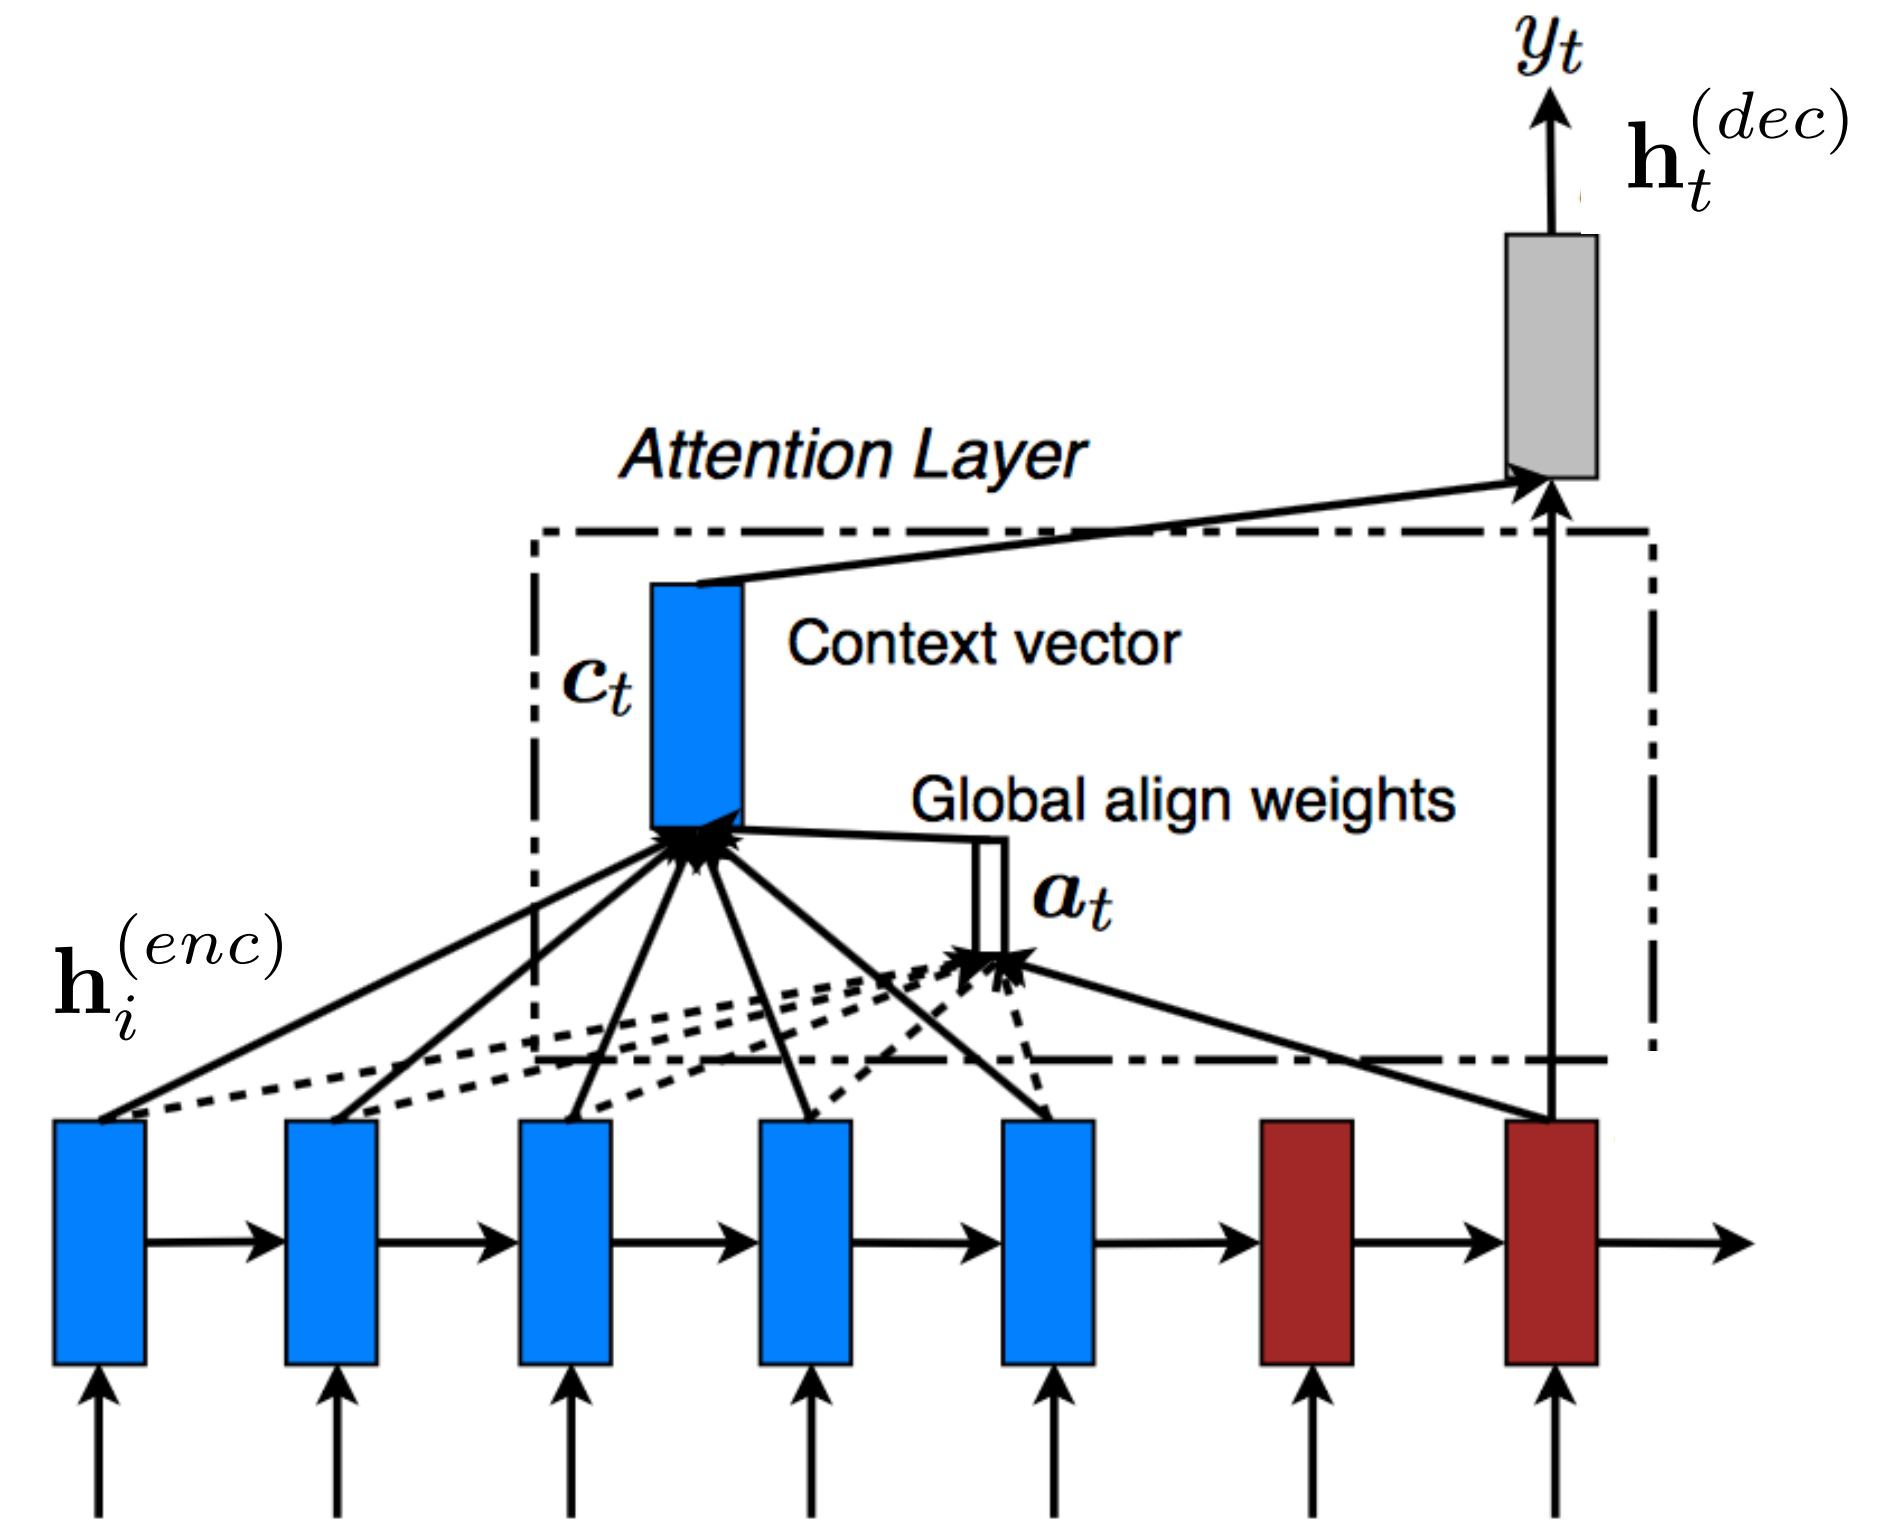 y_t
h_t^{(dec)}
Attention Layer
Context vector
c_t
Global align weights
a_t
h_i^{(enc)}